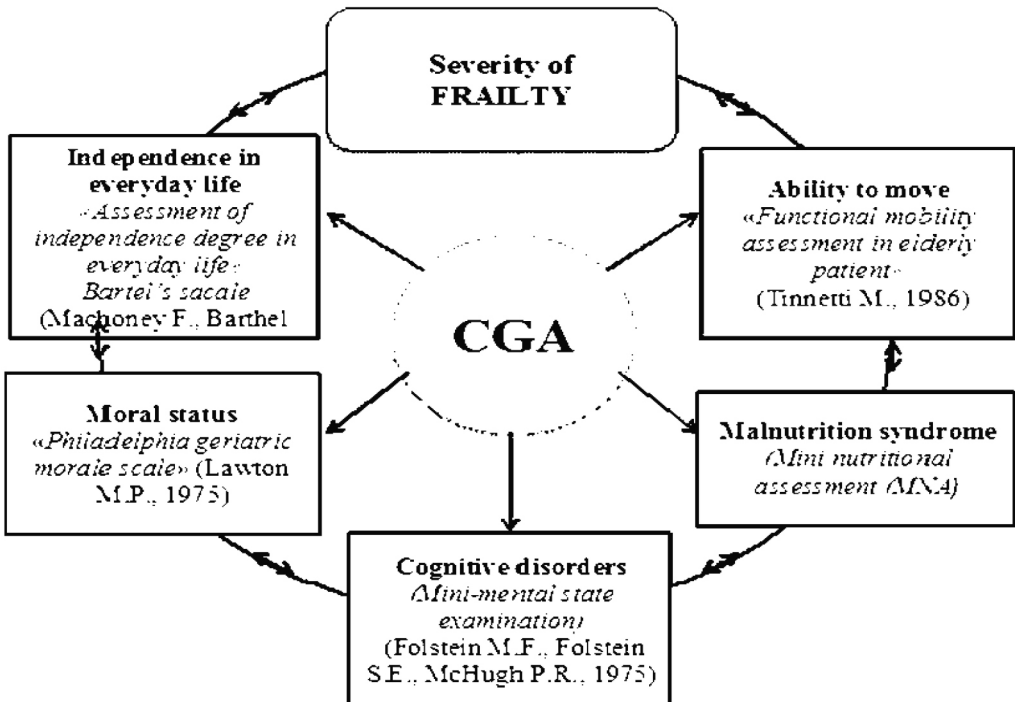 Severity of
FRAILTY
Independence in
everyday life
«Assessment of
independence degree in
everyday life«
Bartel's sacale
(Machoney F., Barthel
Ability to move
«Functional mobility
assessment in elderly
patient«
(Tinnetti M., 1986)
CGA
Moral status
«Philadelphia geriatric
morale scale» (Lawton
M.P., 1975)
Malnutrition syndrome
(Mini nutritional
assessment (MNA)
Cognitive disorders
(Mini-mental state
examination)
(Folstein M.F., Folstein
S.E., McHugh P.R., 1975)